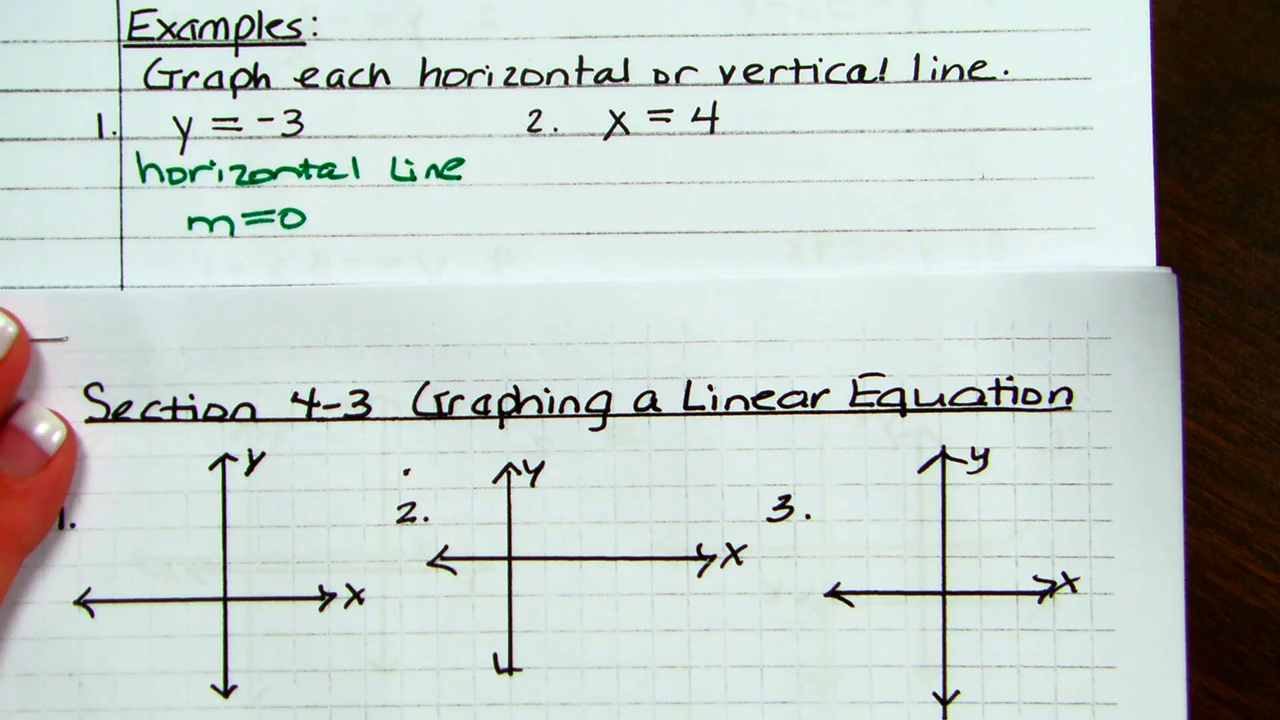 Examples:
Graph each horizontal or vertical line.
1. y = -3 2. x = 4
horizontal Line
m=0
Section 4-3 Graphing a Linear Equation
1. y x
2. y x
3. y x